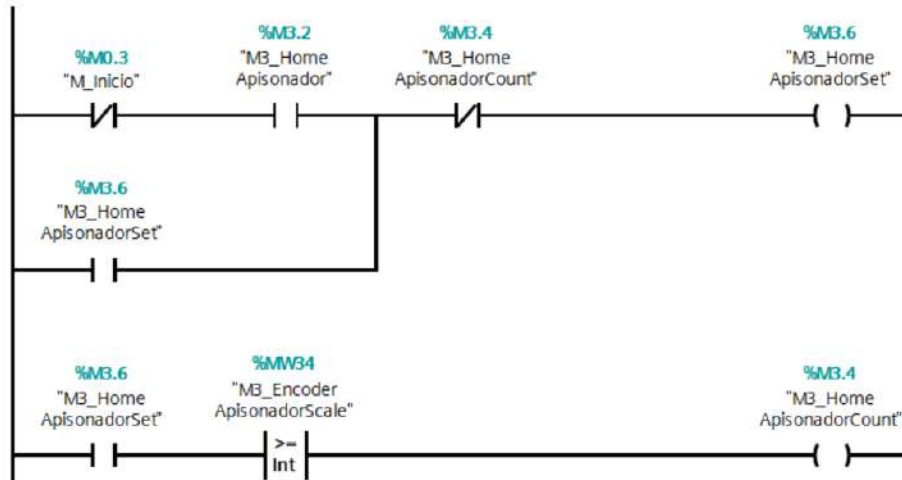 %M0.3
"M_Inicio"
%M3.2
"M3_Home
Apisonador"
%M3.4
"M3_Home
ApisonadorCount"
%M3.6
"M3_Home
ApisonadorSet"
%M3.6
"M3_Home
ApisonadorSet"
%M3.6
"M3_Home
ApisonadorSet"
%MW34
"M3_Encoder
ApisonadorScale"
>=
Int
%M3.4
"M3_Home
ApisonadorCount"